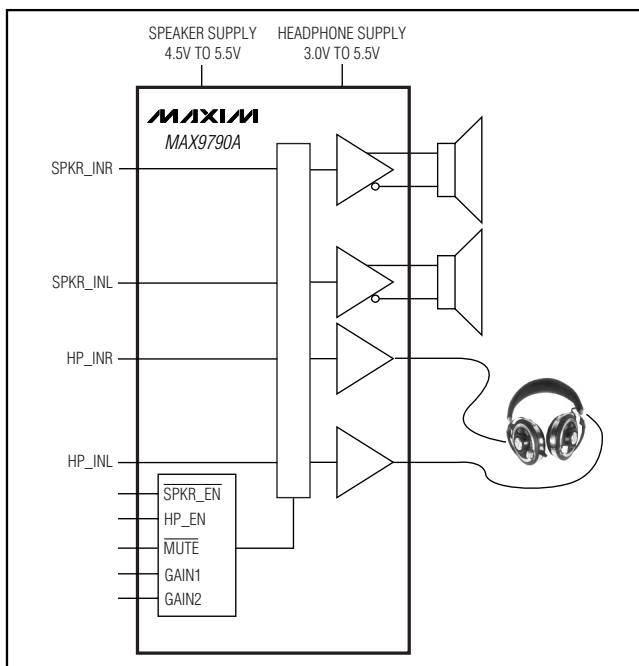 SPEAKER SUPPLY
4.5V TO 5.5V
HEADPHONE SUPPLY
3.0V TO 5.5V
MAXIM
MAX9790A
SPKR_INR
SPKR_INL
HP_INR
HP_INL
SPKR_EN
HP_EN
MUTE
GAIN1
GAIN2